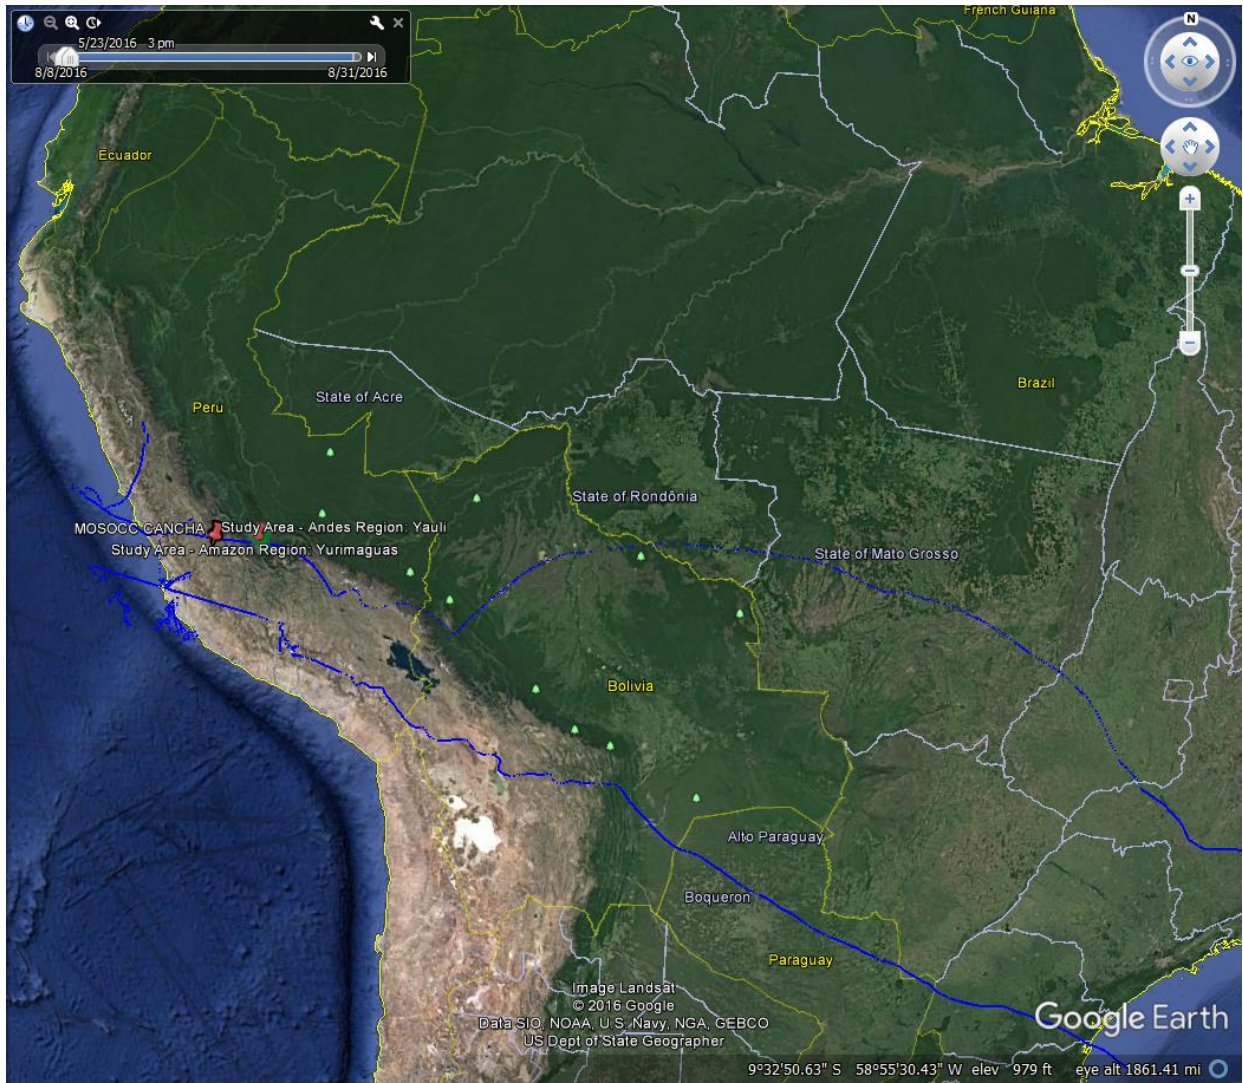 French Guiana
N
5/23/2016 3 pm
8/8/2016
8/31/2016
Ecuador
Brazil
State of Acre
Peru
State of Rondônia
MOSOCC CANCHA
Study Area - Andes Region: Yauli
Study Area - Amazon Region: Yurimaguas
State of Mato Grosso
Bolivia
Alto Paraguay
Boqueron
Paraguay
Image Landsat
© 2016 Google
Data SIO, NOAA, U.S. Navy, NGA, GEBCO
US Dept of State Geographer
Google Earth
9°32'50.63" S 58°55'30.43" W elev 979 ft eye alt 1861.41 mi